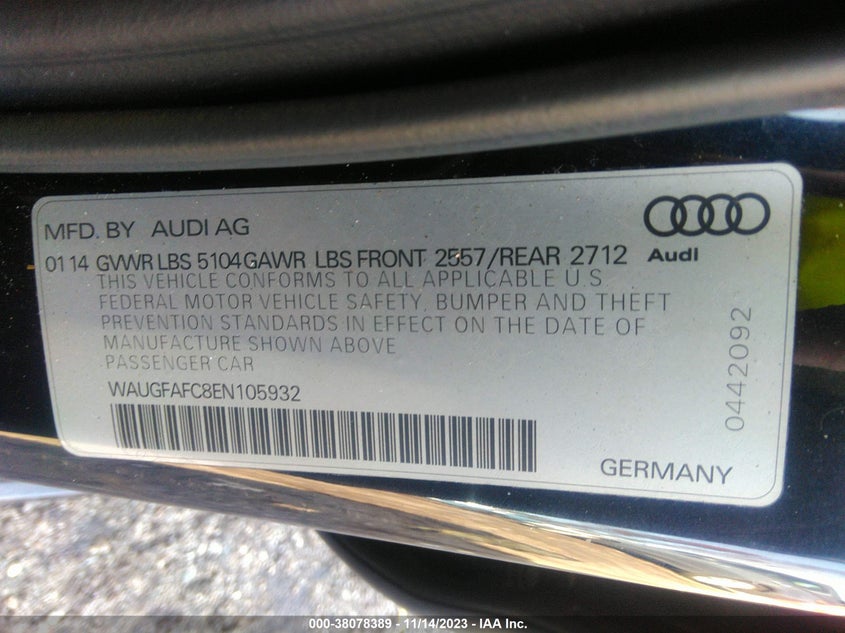 MFD. BY AUDI AG
Audi
01 14 GVWR LBS 5104 GAWR LBS FRONT 2557/REAR 2712
THIS VEHICLE CONFORMS TO ALL APPLICABLE U.S.
FEDERAL MOTOR VEHICLE SAFETY, BUMPER AND THEFT
PREVENTION STANDARDS IN EFFECT ON THE DATE OF
MANUFACTURE SHOWN ABOVE
PASSENGER CAR
WAUGFAFC8EN105932
0442092
GERMANY
000-38078389 - 11/14/2023 - IAA Inc.